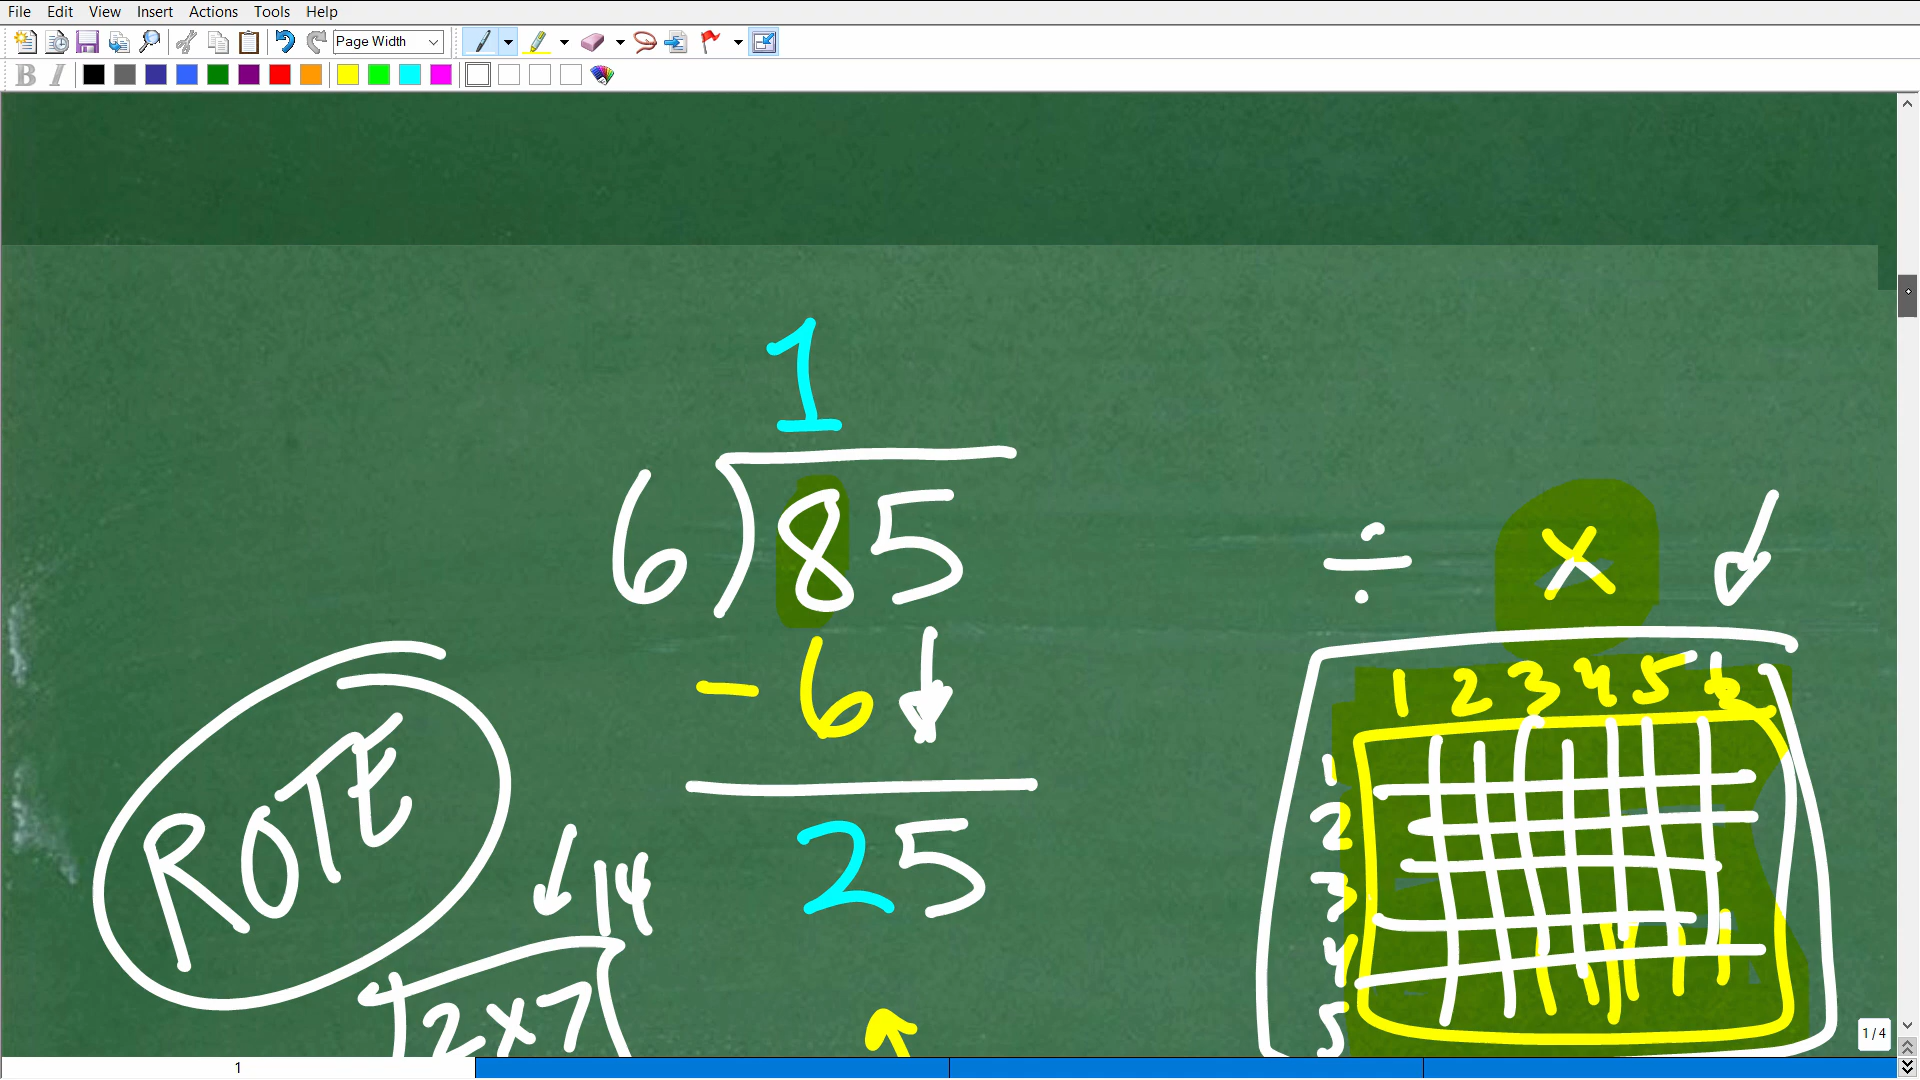 File Edit View Insert Actions Tools Help
Page Width
B I
1
6)85
÷ x
- 6
25
ROTE
14
2x7
1 2 3 4 5 6
1
2
3
4
5
1 / 4
1